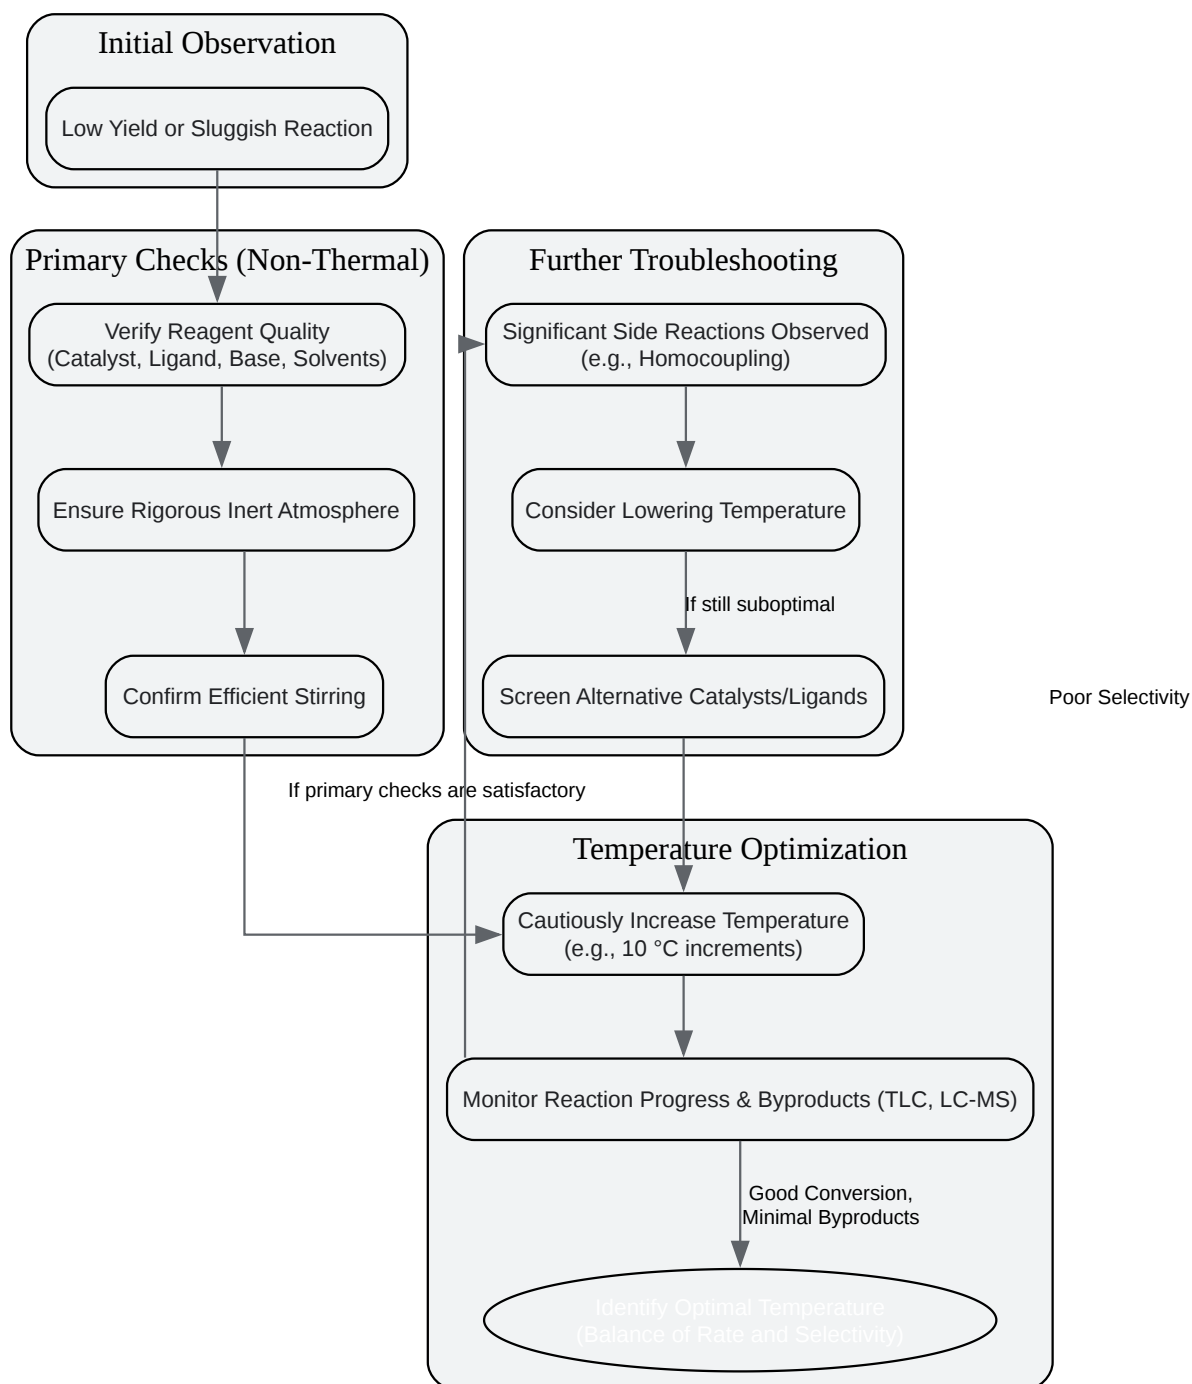 Initial Observation
Low Yield or Sluggish Reaction
Primary Checks (Non-Thermal)
Verify Reagent Quality
(Catalyst, Ligand, Base, Solvents)
Ensure Rigorous Inert Atmosphere
Confirm Efficient Stirring
Further Troubleshooting
Significant Side Reactions Observed
(e.g., Homocoupling)
Consider Lowering Temperature
If still suboptimal
Screen Alternative Catalysts/Ligands
Poor Selectivity
If primary checks are satisfactory
Temperature Optimization
Cautiously Increase Temperature
(e.g., 10 °C increments)
Monitor Reaction Progress & Byproducts (TLC, LC-MS)
Good Conversion,
Minimal Byproducts
Identify Optimal Temperature
(Balance of Rate and Selectivity)